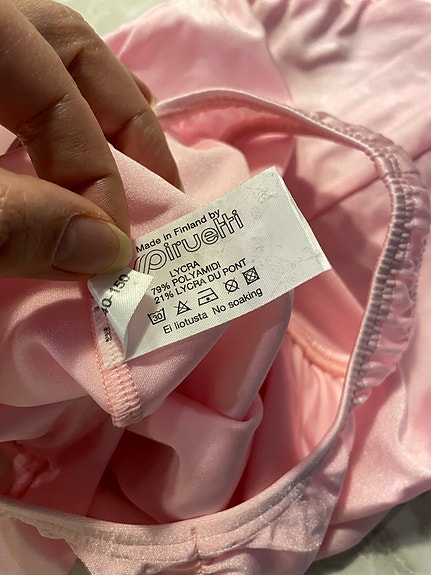 Made in Finland by
Piruetti
LYCRA
79% POLYAMIDI
21% LYCRA DU PONT
30
Ei liotusta No soaking